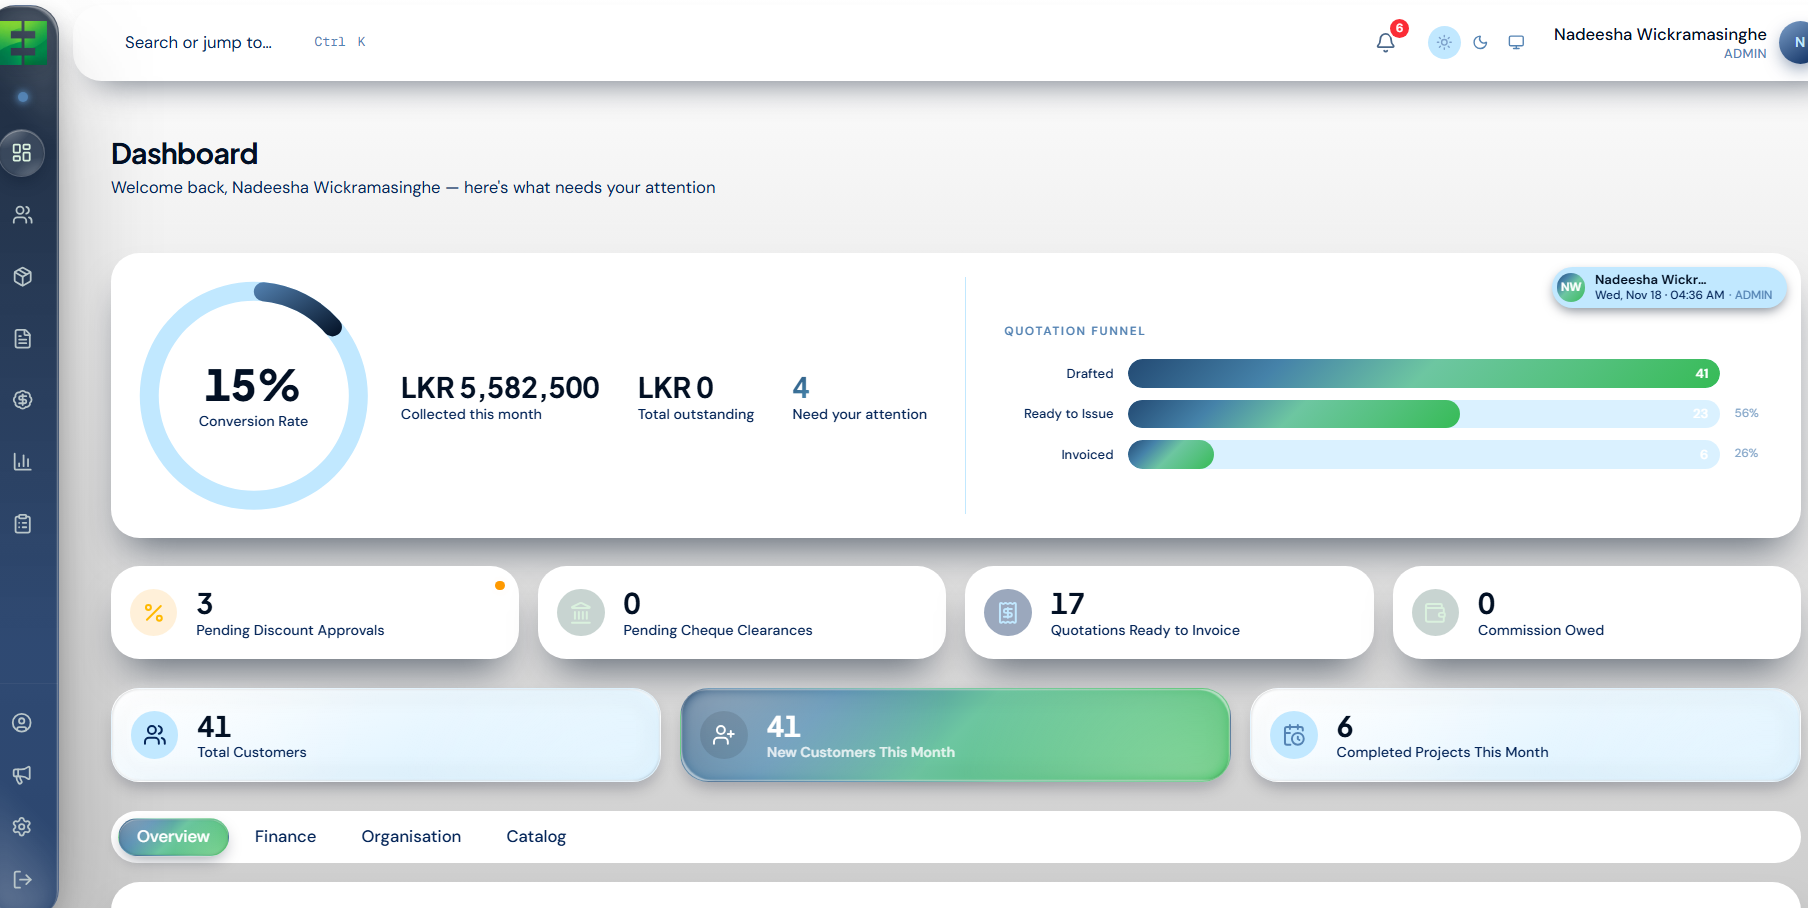 Search or jump to... Ctrl K
6
Nadeesha Wickramasinghe
ADMIN
N
Dashboard
Welcome back, Nadeesha Wickramasinghe — here's what needs your attention
15%
Conversion Rate
LKR 5,582,500
Collected this month
LKR 0
Total outstanding
4
Need your attention
NW
Nadeesha Wickr...
Wed, Nov 18 · 04:36 AM · ADMIN
QUOTATION FUNNEL
Drafted 41
Ready to Issue 23 56%
Invoiced 6 26%
3
Pending Discount Approvals
0
Pending Cheque Clearances
17
Quotations Ready to Invoice
0
Commission Owed
41
Total Customers
41
New Customers This Month
6
Completed Projects This Month
Overview Finance Organisation Catalog